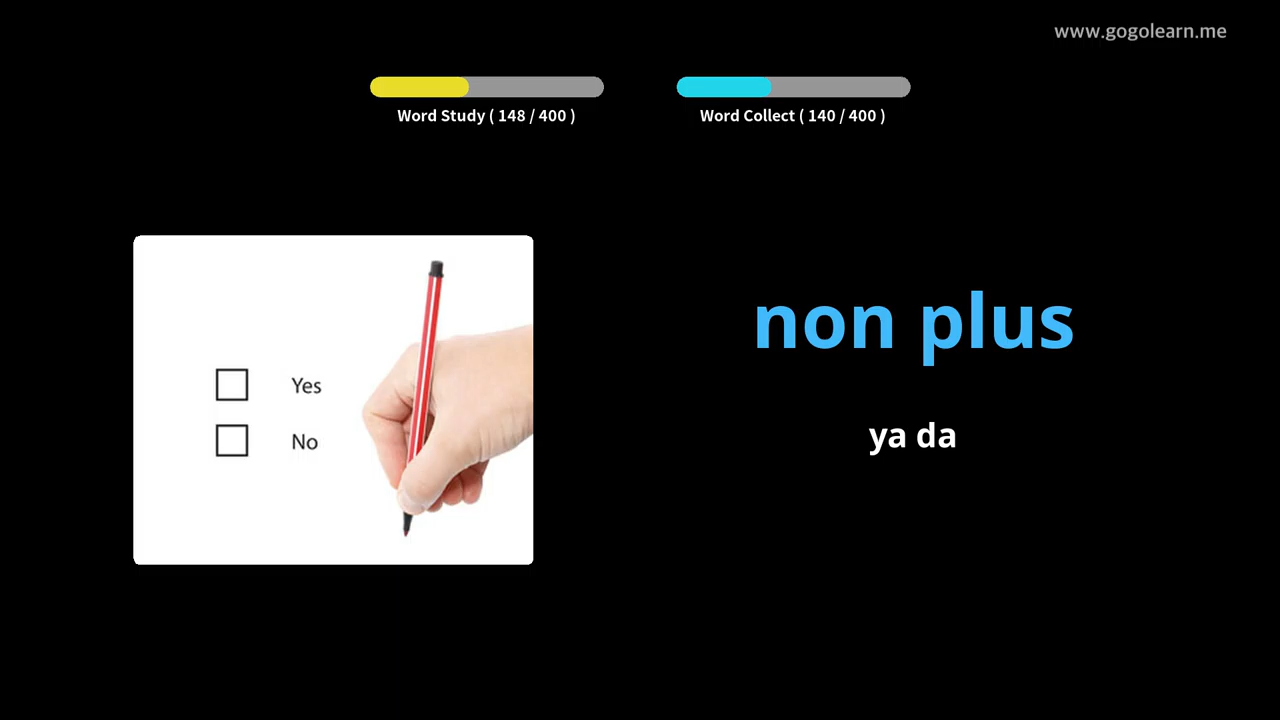 www.gogolearn.me
Word Study ( 148 / 400 )
Word Collect ( 140 / 400 )
Yes
No
non plus
ya da